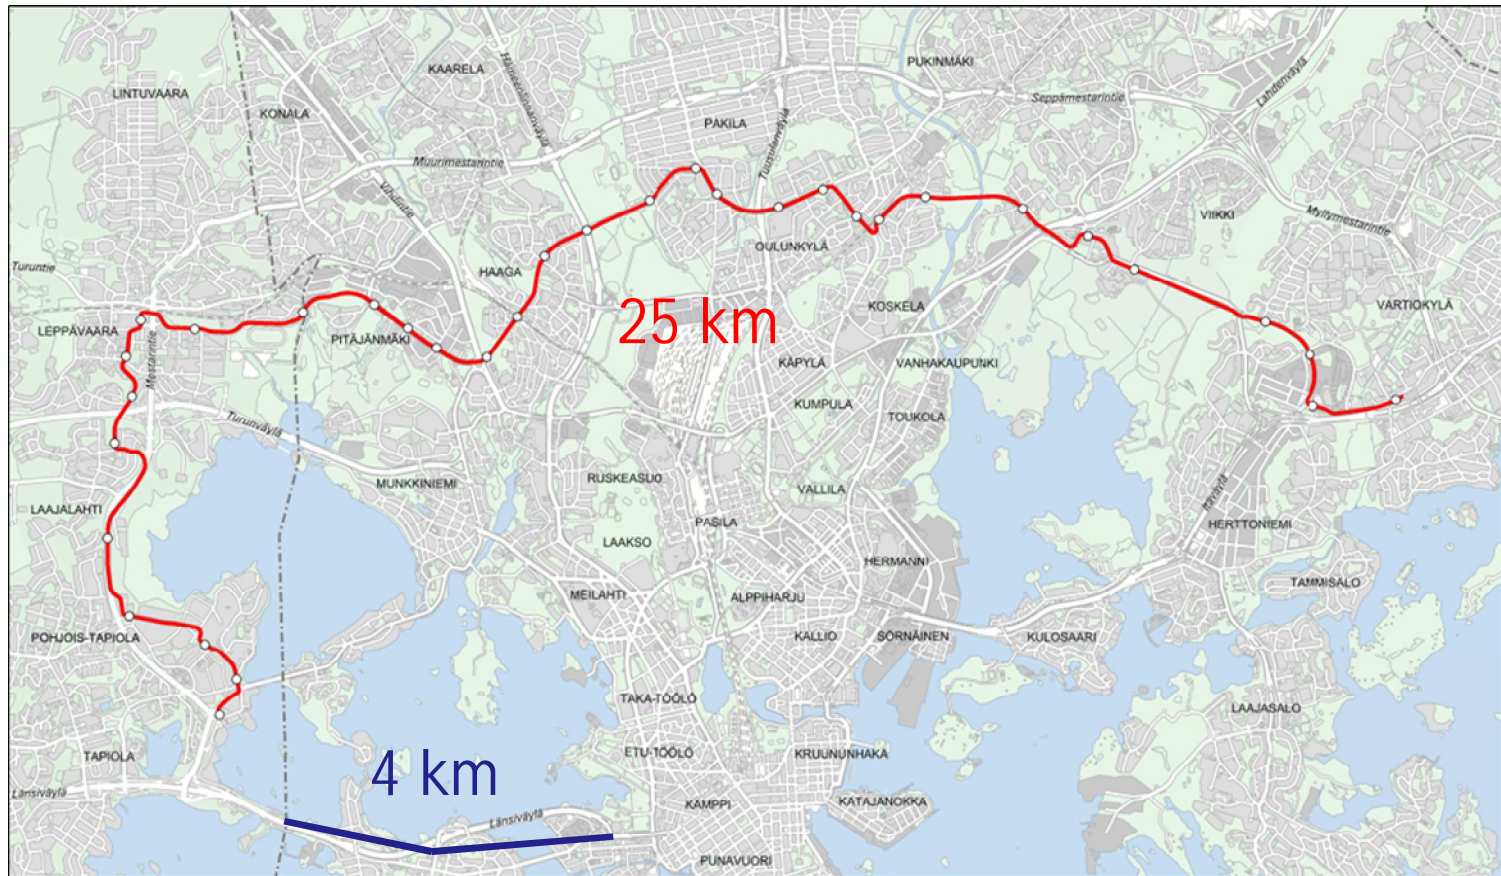 PUKINMÄKI
KAARELA
Hämeenlinnanväylä
Lahdenväylä
LINTUVAARA
Seppämestarintie
KONALA
PAKILA
Tuusulanväylä
Muurimestarintie
Vihdintie
VIIKKI
Myllymestarintie
OULUNKYLÄ
Turuntie
HAAGA
KOSKELA
VARTIOKYLÄ
25 km
LEPPÄVAARA
PITÄJÄNMÄKI
Mestarintie
KÄPYLÄ
VANHAKAUPUNKI
KUMPULA
TOUKOLA
Turunväylä
RUSKEASUO
MUNKKINIEMI
VALLILA
Itäväylä
LAAJALAHTI
PASILA
HERTTONIEMI
LAAKSO
HERMANNI
TAMMISALO
MEILAHTI
ALPPIHARJU
POHJOIS-TAPIOLA
KALLIO
SÖRNÄINEN
KULOSAARI
TAKA-TÖÖLÖ
LAAJASALO
TAPIOLA
ETU-TÖÖLÖ
KRUUNUNHAKA
4 km
Länsiväylä
KAMPPI
KATAJANOKKA
Länsiväylä
PUNAVUORI